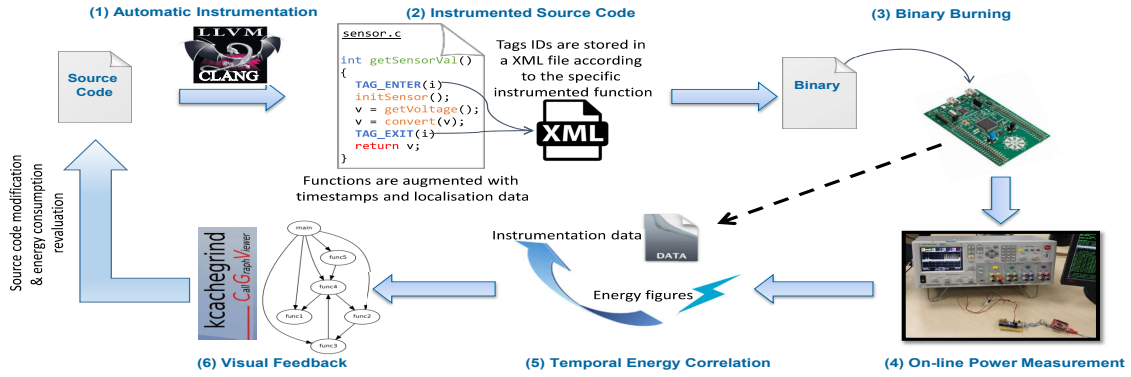 (1) Automatic Instrumentation
(2) Instrumented Source Code
(3) Binary Burning
LLVM
CLANG
Source
Code
sensor.c
int getSensorVal()
{
TAG_ENTER(i)
initSensor();
v = getVoltage();
v = convert(v);
TAG_EXIT(i)
return v;
}
Tags IDs are stored in
a XML file according
to the specific
instrumented function
XML
Binary
Functions are augmented with
timestamps and localisation data
Source code modification
& energy consumption
revaluation
kcachegrind
Call GraphViewer
main
func5
func4
func1
func2
func3
Instrumentation data
DATA
Energy figures
(6) Visual Feedback
(5) Temporal Energy Correlation
(4) On-line Power Measurement